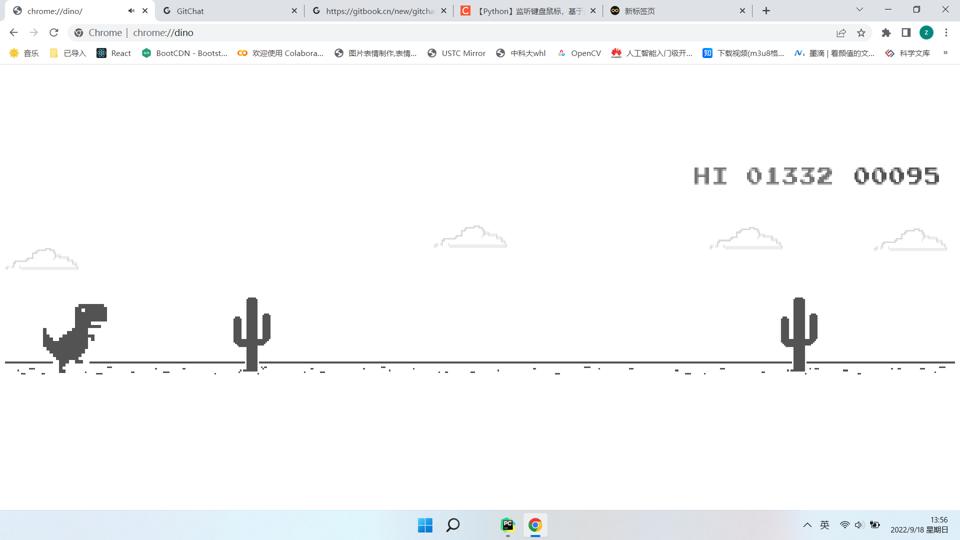 chrome://dino/
GitChat
https://gitbook.cn/new/gitcha
【Python】监听键盘鼠标，基于
新标签页
Chrome | chrome://dino
音乐
已导入
React
BootCDN - Bootst...
欢迎使用 Colabora...
图片表情制作,表情...
USTC Mirror
中科大whl
OpenCV
人工智能入门极开...
下载视频(m3u8格...
墨滴 | 看颜值的文...
科学文库
»
HI 01332 00095
英
13:56
2022/9/18 星期日